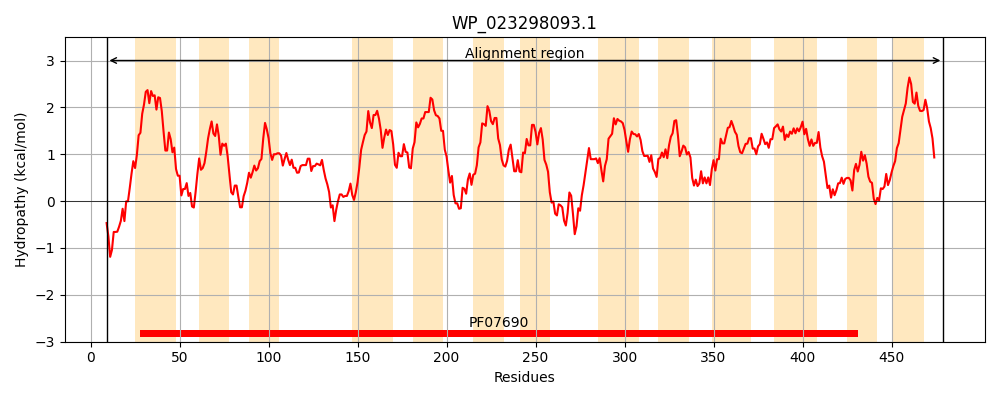 WP_023298093.1
Alignment region
3
2
1
0
−1
−2
−3
Hydropathy (kcal/mol)
PF07690
0 50 100 150 200 250 300 350 400 450
Residues